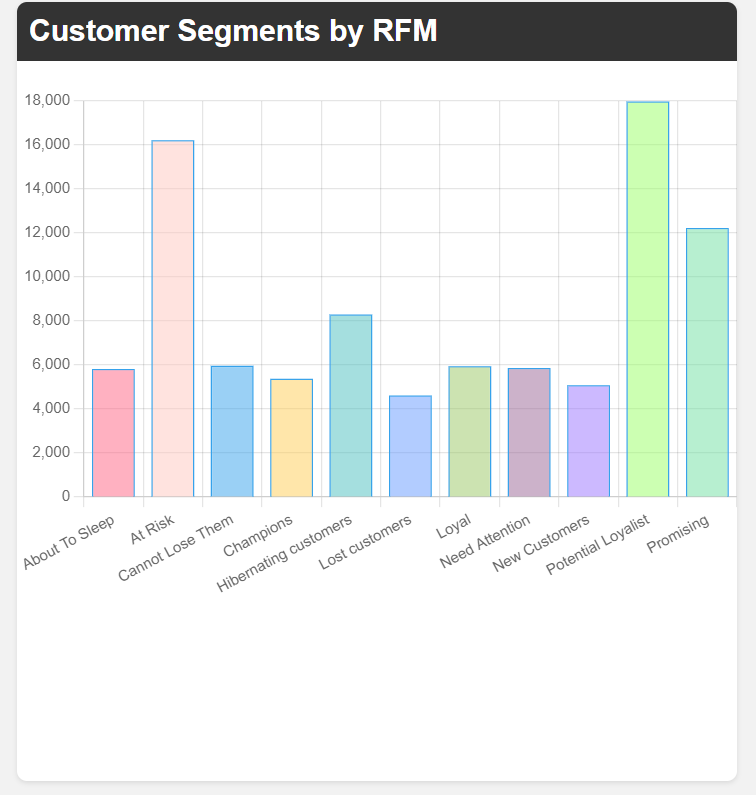 Customer Segments by RFM
18,000
16,000
14,000
12,000
10,000
8,000
6,000
4,000
2,000
0
About To Sleep
At Risk
Cannot Lose Them
Champions
Hibernating customers
Lost customers
Loyal
Need Attention
New Customers
Potential Loyalist
Promising